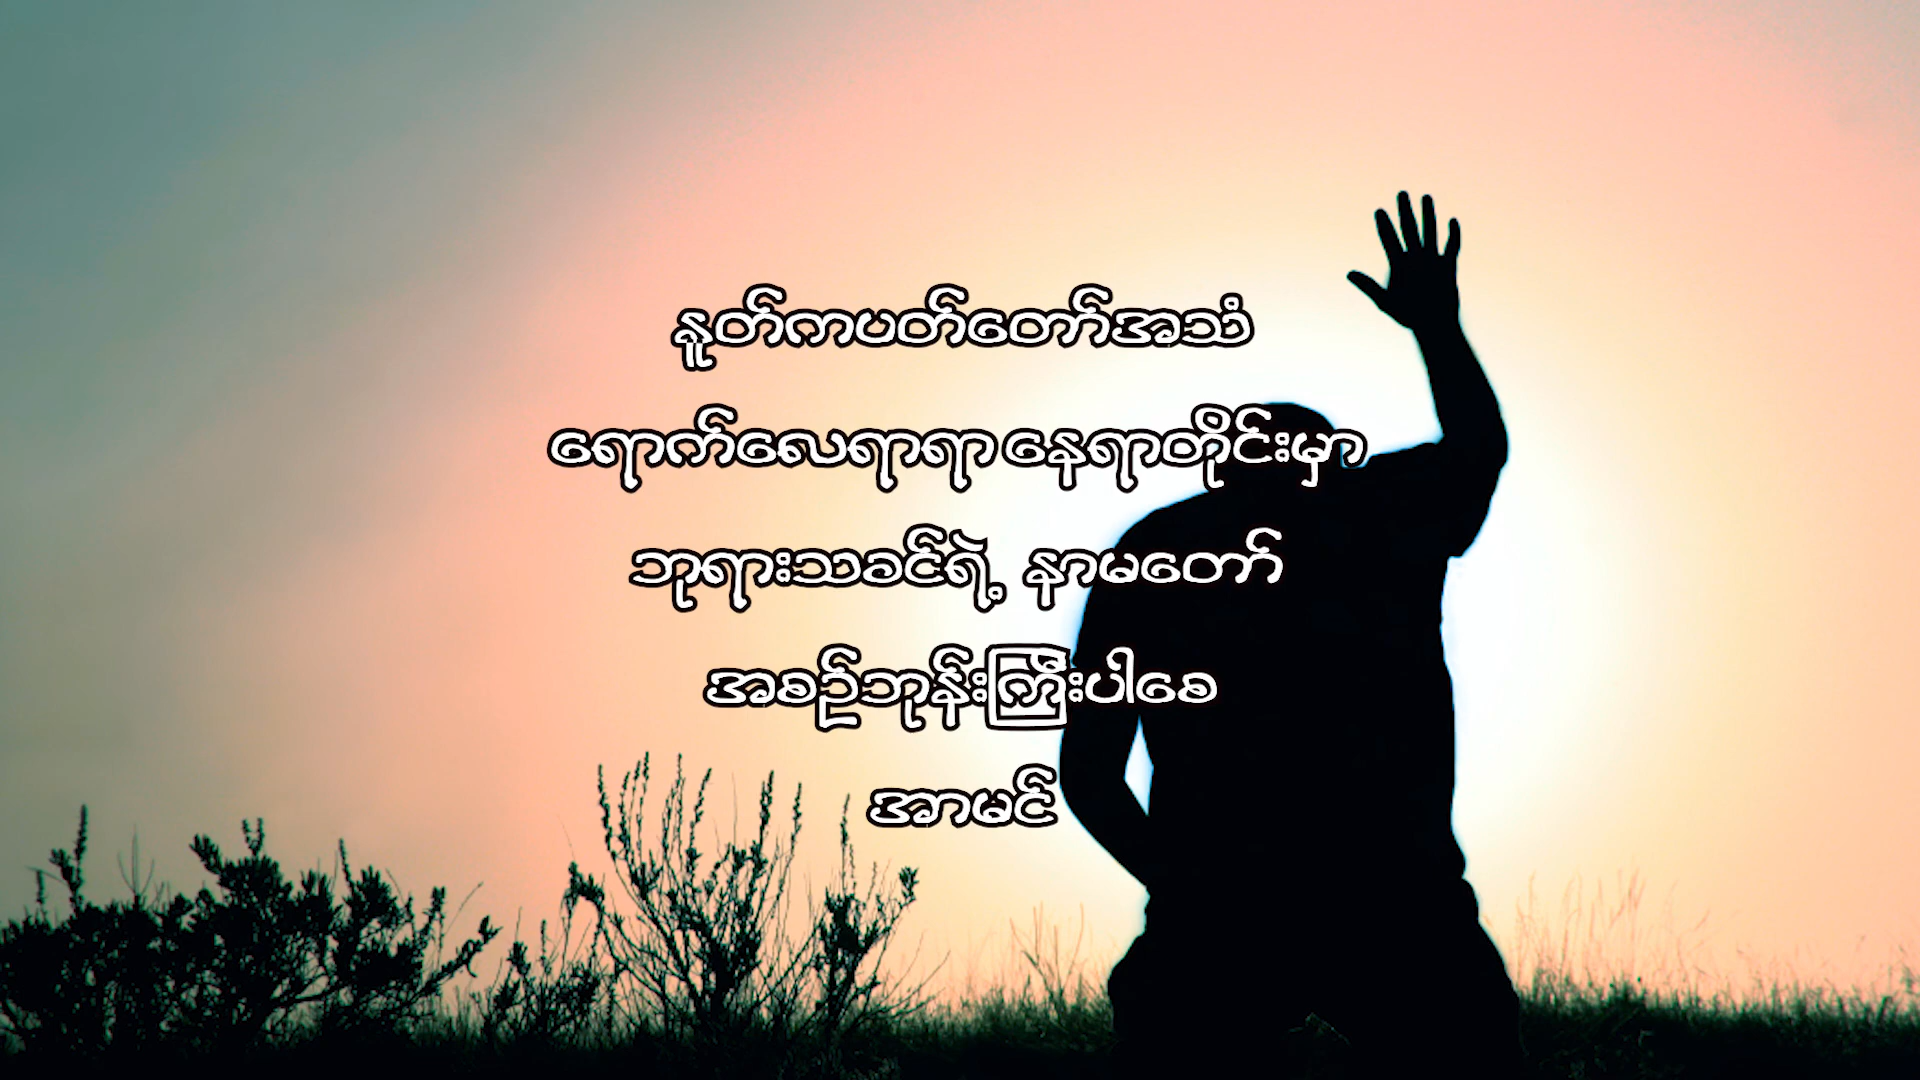 နူတ်ကပတ်တော်အသံ
ရောက်လေရာရာ နေရာတိုင်းမှာ
ဘုရားသခင်ရဲ့ နာမတော်
အစဉ်ဘုန်းကြီးပါစေ
အာမင်